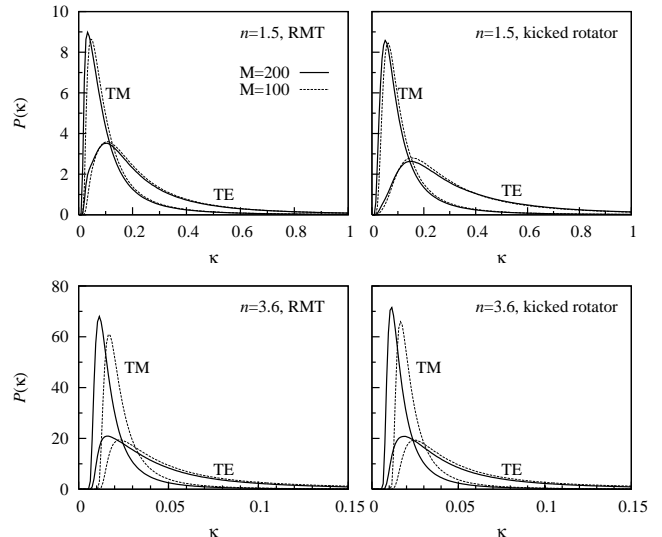 n=1.5, RMT
M=200
M=100
TM
TE
P(κ)
10
8
6
4
2
0
0 0.2 0.4 0.6 0.8 1
κ
n=1.5, kicked rotator
TM
TE
0 0.2 0.4 0.6 0.8 1
κ
n=3.6, RMT
TM
TE
P(κ)
80
60
40
20
0
0 0.05 0.1 0.15
κ
n=3.6, kicked rotator
TM
TE
0 0.05 0.1 0.15
κ